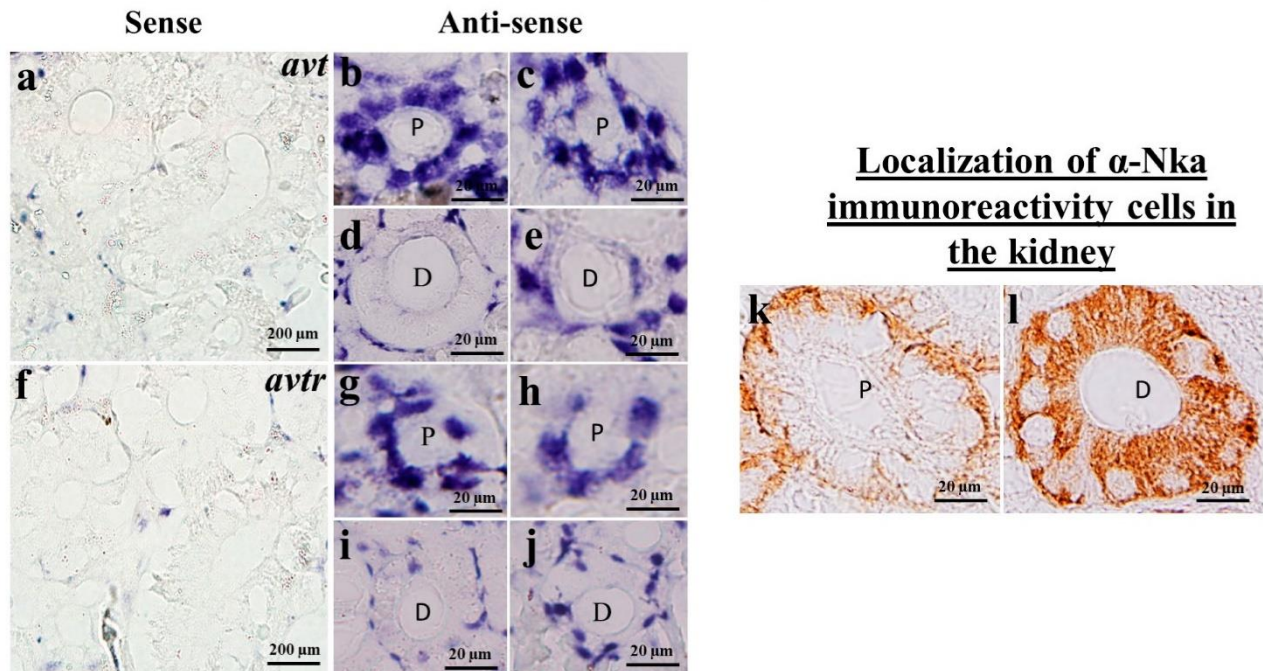 Sense
Anti-sense
a
avt
200 µm
b
P
20 µm
c
P
20 µm
d
D
20 µm
e
D
20 µm
f
avtr
200 µm
g
P
20 µm
h
P
20 µm
i
D
20 µm
j
D
20 µm
Localization of α-Nka
immunoreactivity cells in
the kidney
k
P
20 µm
l
D
20 µm